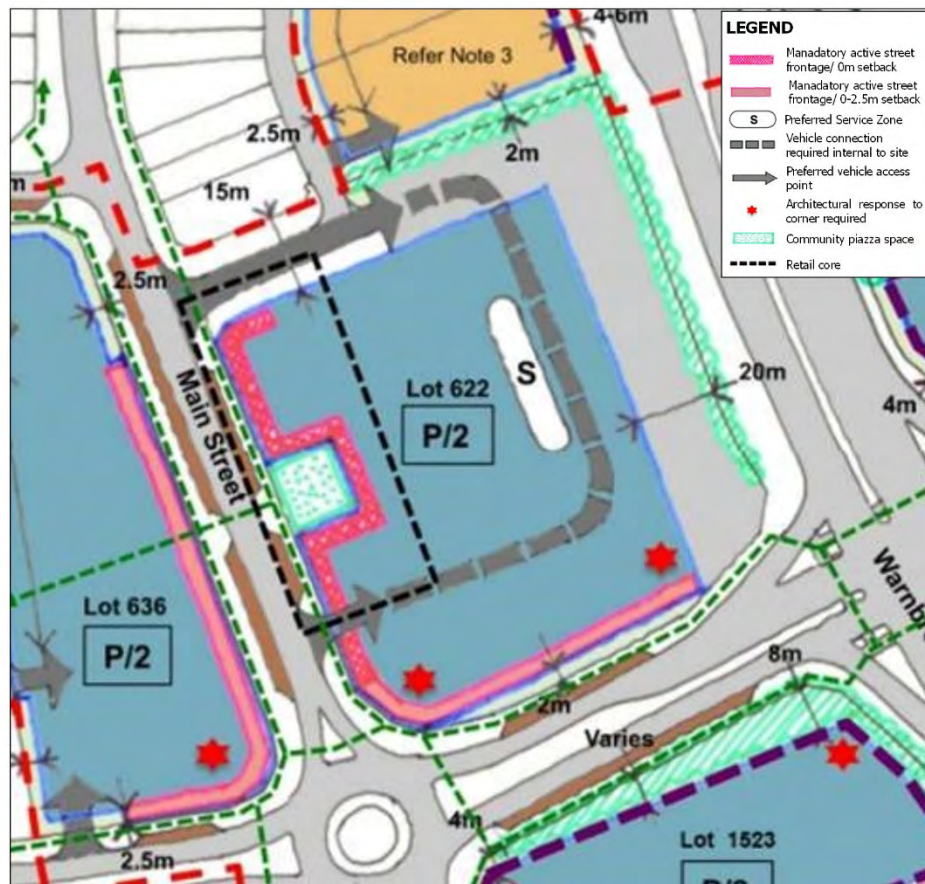 4-6m
LEGEND
Manadatory active street
frontage/ 0m setback
Manadatory active street
frontage/ 0-2.5m setback
S Preferred Service Zone
Vehicle connection
required internal to site
Preferred vehicle access
point
Architectural response to
corner required
Community piazza space
Retail core
Refer Note 3
2.5m
2m
15m
2.5m
Main Street
Lot 622
P/2
S
20m
4m
Lot 636
P/2
2m
8m
Varies
4m
2.5m
Lot 1523